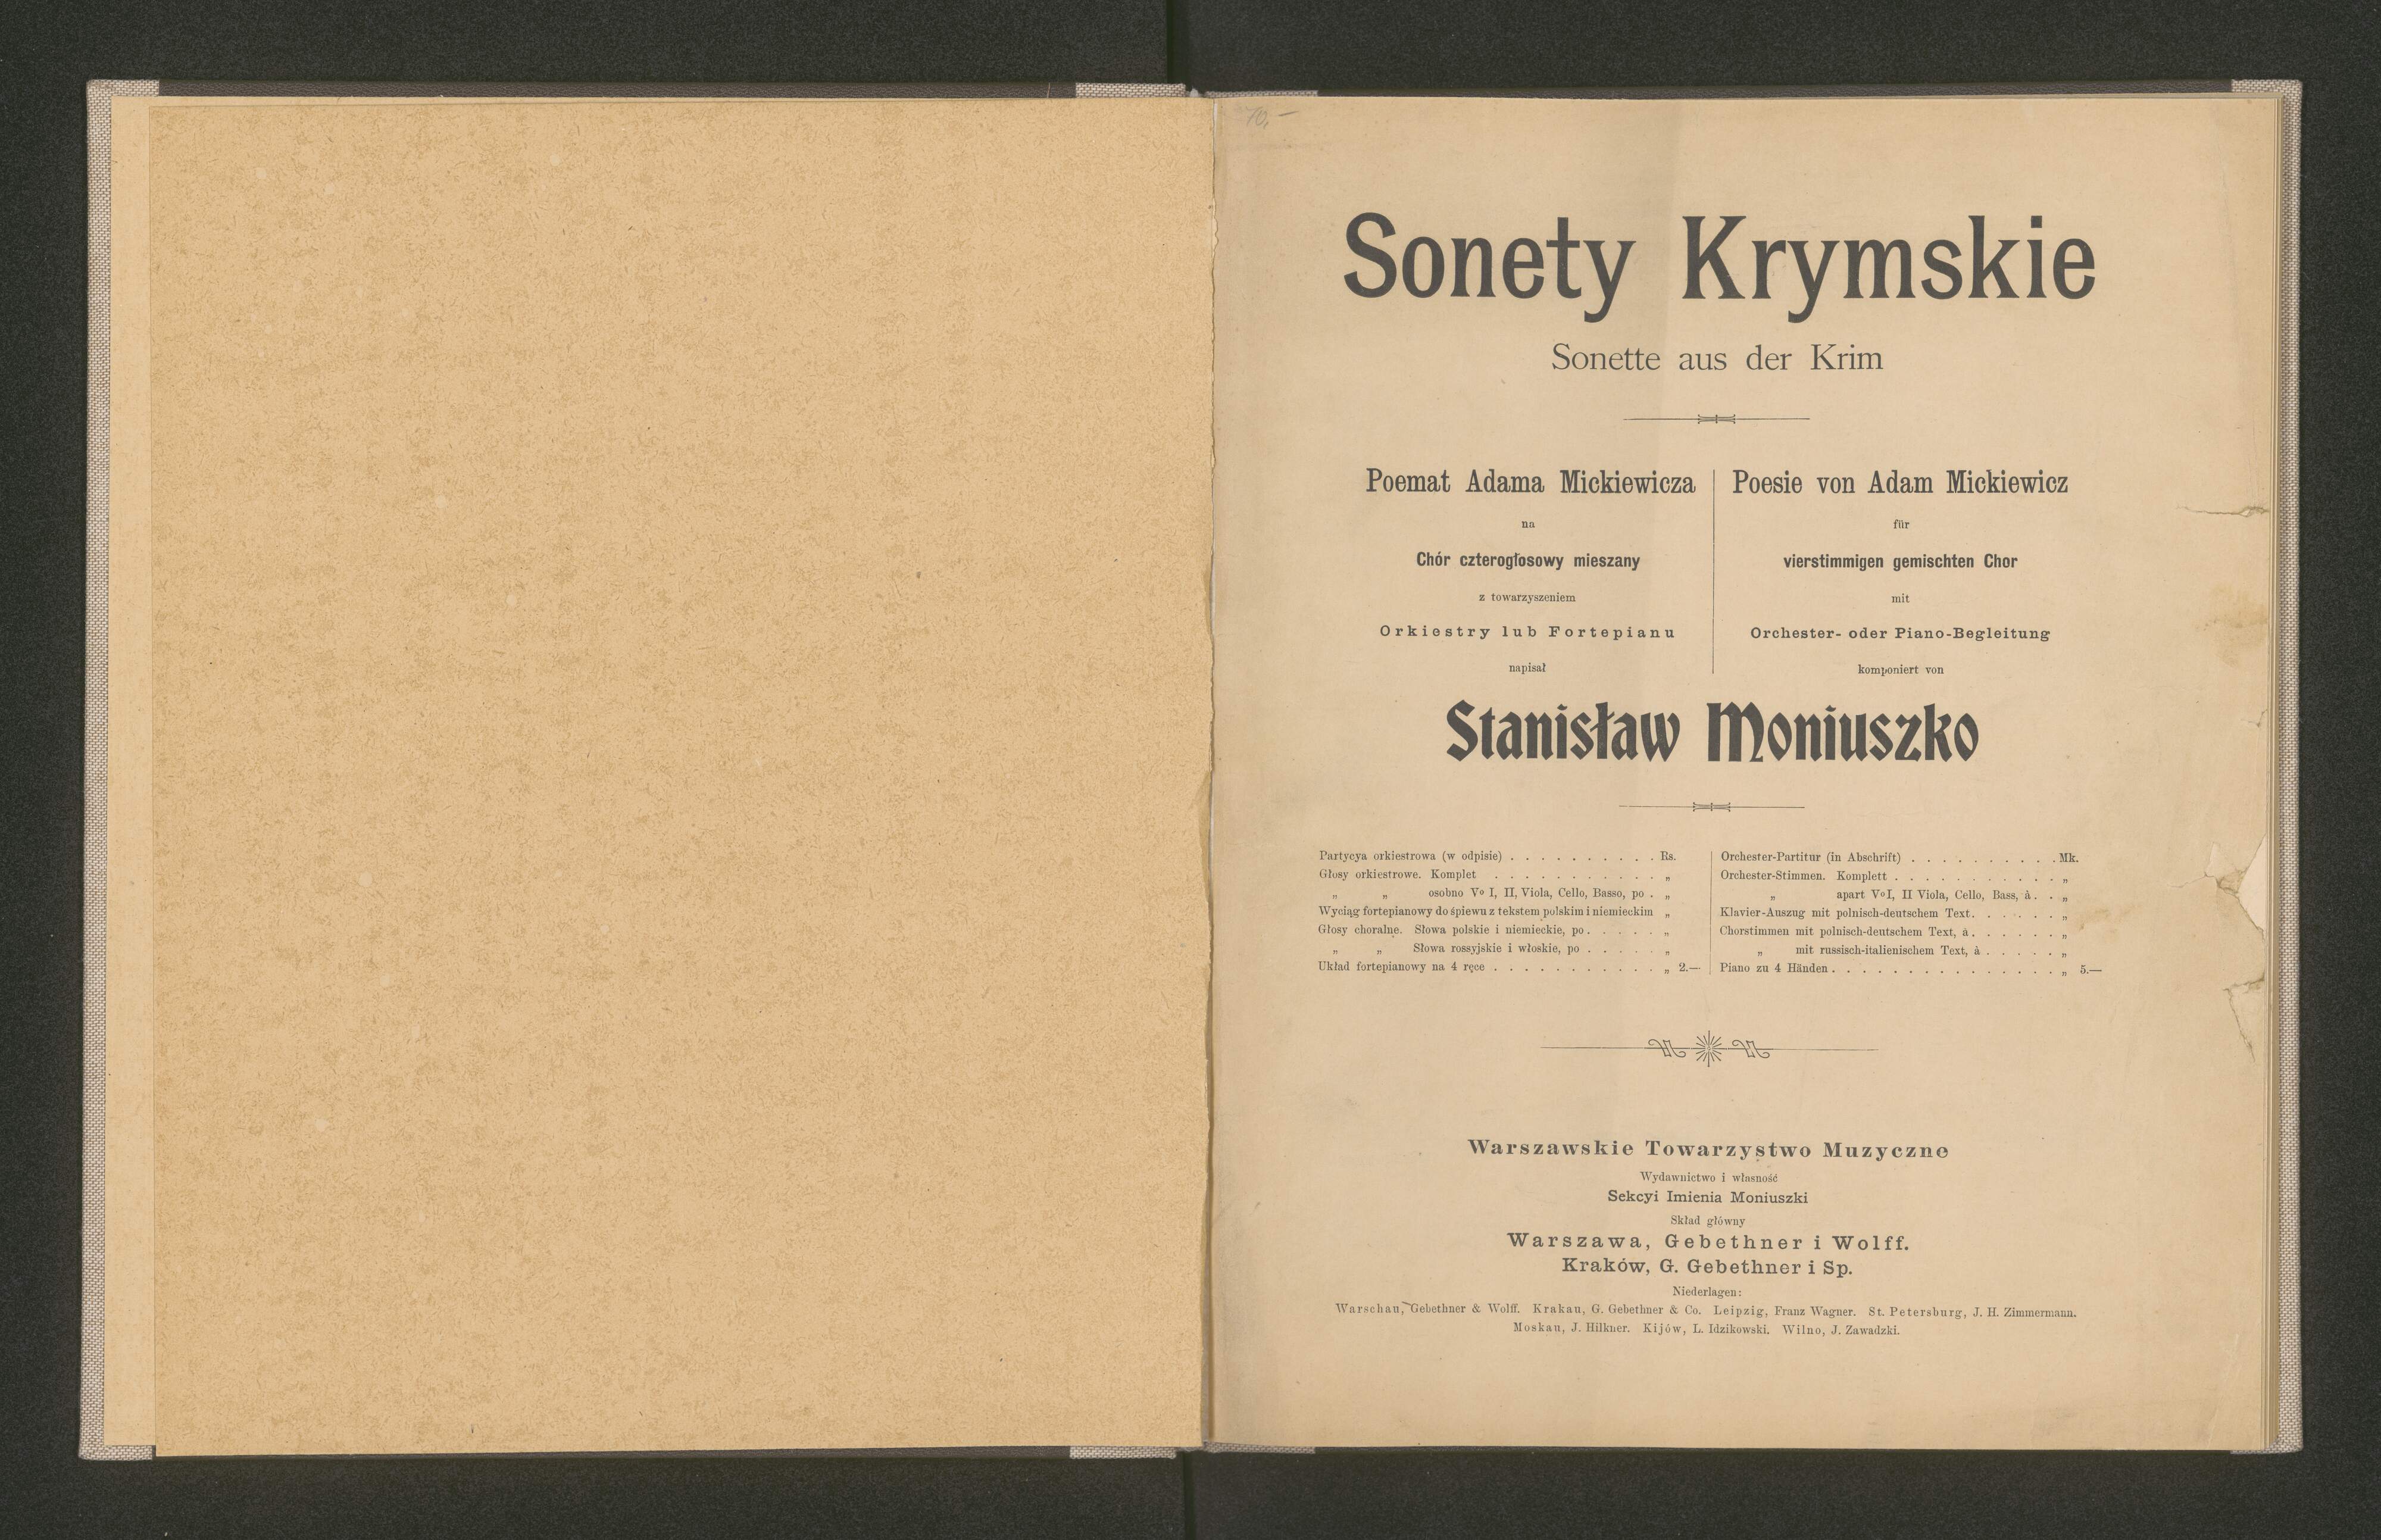 70,—
Sonety Krymskie
Sonette aus der Krim
Poemat Adama Mickiewicza
na
Chór czterogłosowy mieszany
z towarzyszeniem
Orkiestry lub Fortepianu
napisał
Poesie von Adam Mickiewicz
für
vierstimmigen gemischten Chor
mit
Orchester- oder Piano-Begleitung
komponiert von
Stanisław Moniuszko
Partycya orkiestrowa (w odpisie) . . . . . . . . . . Rs.
Głosy orkiestrowe. Komplet . . . . . . . . . . . „
„ „ osobno Vo I, II, Viola, Cello, Basso, po . „
Wyciąg fortepianowy do śpiewu z tekstem polskim i niemieckim „
Głosy choralne. Słowa polskie i niemieckie, po . . . . . „
„ „ Słowa rossyjskie i włoskie, po . . . . . „
Układ fortepianowy na 4 ręce . . . . . . . . . . . „ 2.—
Orchester-Partitur (in Abschrift) . . . . . . . . . . Mk.
Orchester-Stimmen. Komplett . . . . . . . . . . . „
„ apart Vo I, II Viola, Cello, Bass, à . . „
Klavier-Auszug mit polnisch-deutschem Text . . . . . . „
Chorstimmen mit polnisch-deutschem Text, à . . . . . . „
„ mit russisch-italienischem Text, à . . . . . „
Piano zu 4 Händen . . . . . . . . . . . . . . . „ 5.—
Warszawskie Towarzystwo Muzyczne
Wydawnictwo i własność
Sekcyi Imienia Moniuszki
Skład główny
Warszawa, Gebethner i Wolff.
Kraków, G. Gebethner i Sp.
Niederlagen:
Warschau, Gebethner & Wolff. Krakau, G. Gebethner & Co. Leipzig, Franz Wagner. St. Petersburg, J. H. Zimmermann.
Moskau, J. Hilkner. Kijów, L. Idzikowski. Wilno, J. Zawadzki.